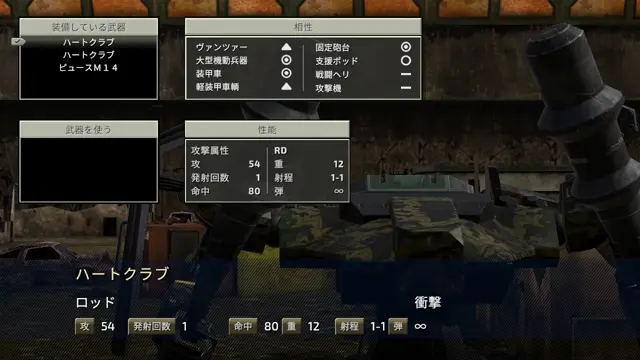 装備している武器
ハートクラブ
ハートクラブ
ピュースM14
相性
ヴァンツァー ▲ 固定砲台 ◎
大型機動兵器 ◎ 支援ポッド ○
装甲車 ◎ 戦闘ヘリ ー
軽装甲車輌 ▲ 攻撃機 ー
武器を使う
性能
攻撃属性 RD
攻 54 重 12
発射回数 1 射程 1-1
命中 80 弾 ∞
ハートクラブ
ロッド 衝撃
攻 54 発射回数 1 命中 80 重 12 射程 1-1 弾 ∞